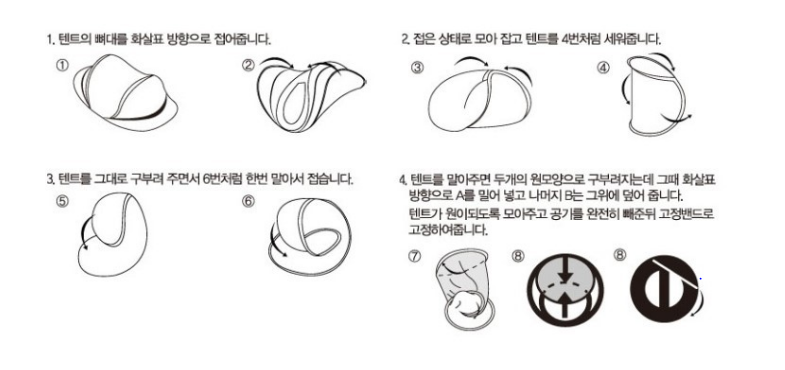 1. 텐트의 뼈대를 화살표 방향으로 접어줍니다.
①
②
2. 접은 상태로 모아 잡고 텐트를 4번처럼 세워줍니다.
③
④
3. 텐트를 그대로 구부려 주면서 6번처럼 한번 말아서 접습니다.
⑤
⑥
4. 텐트를 말아주면 두개의 원모양으로 구부려지는데 그때 화살표
방향으로 A를 밀어 넣고 나머지 B는 그위에 덮어 줍니다.
텐트가 원이되도록 모아주고 공기를 완전히 빼준뒤 고정밴드로
고정하여줍니다.
⑦
⑧
⑧